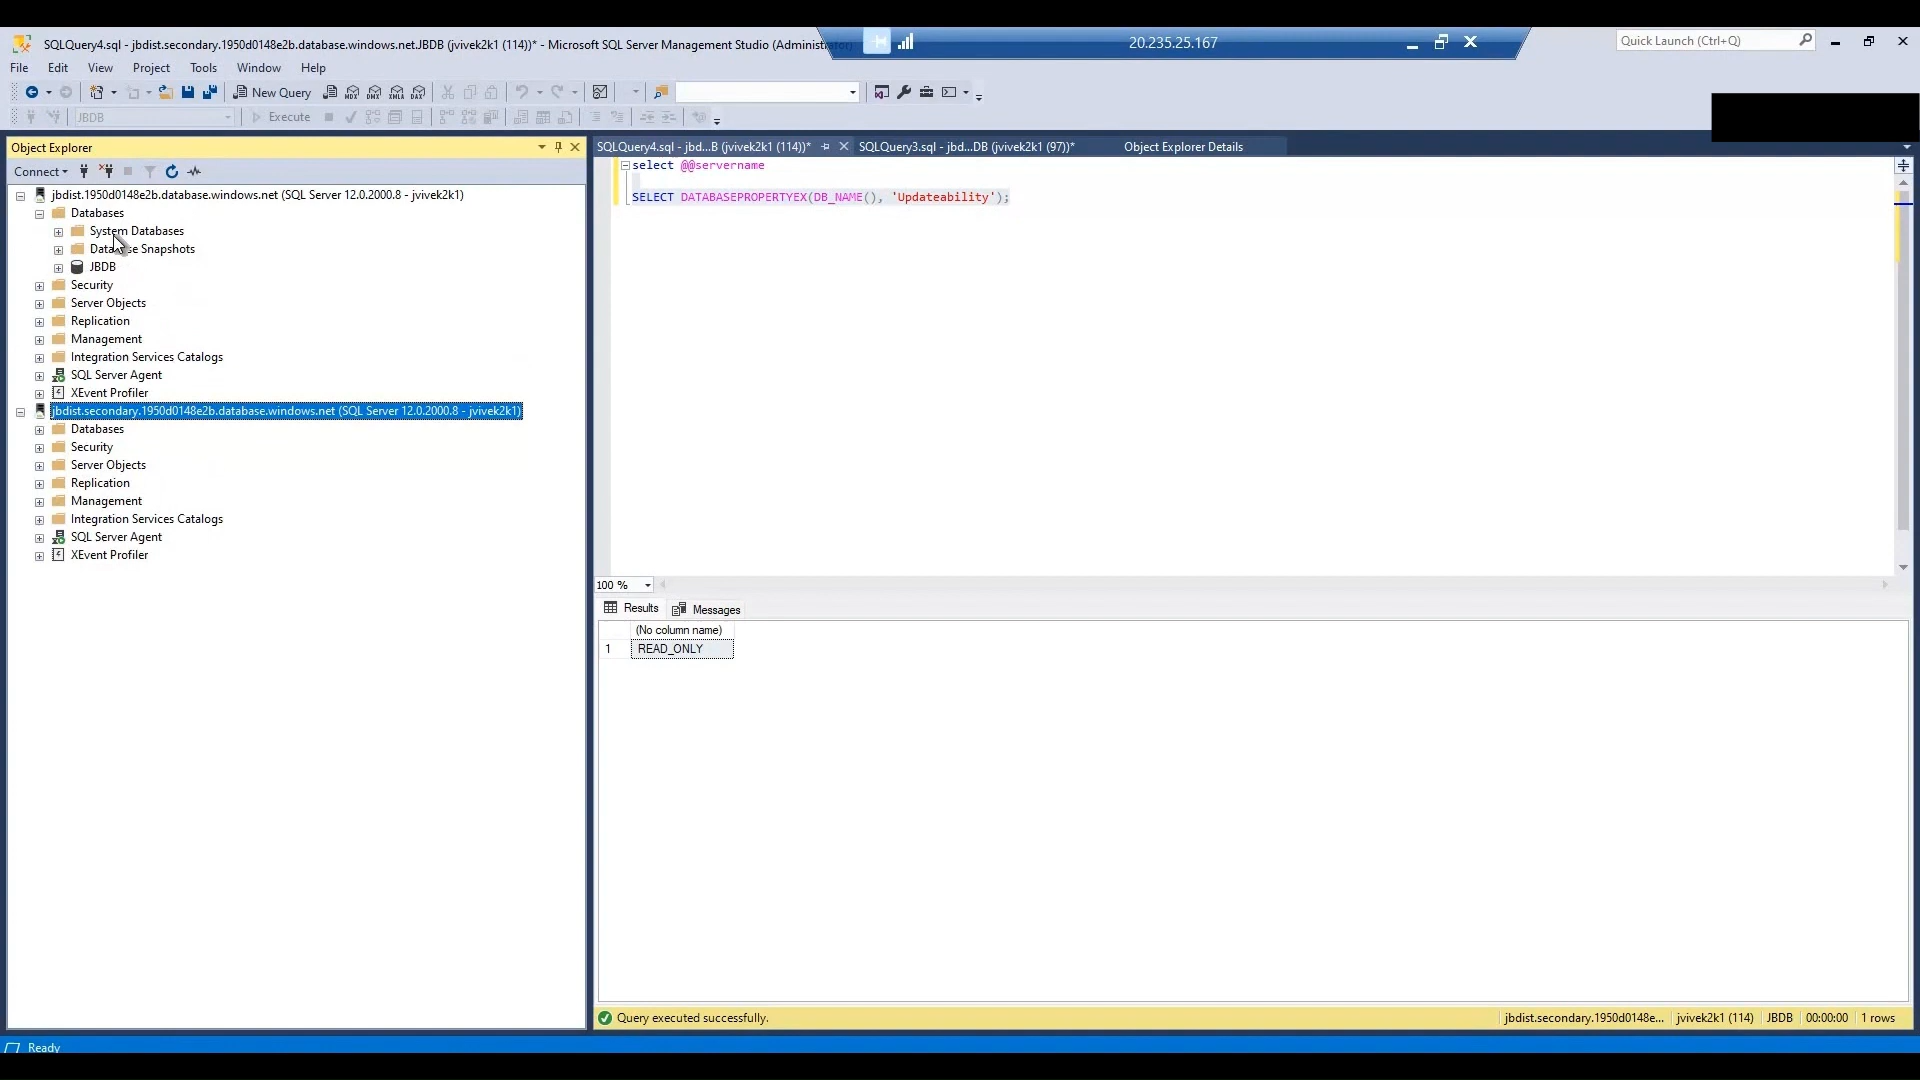 SQLQuery4.sql - jbdist.secondary.1950d0148e2b.database.windows.net.JBDB (jvivek2k1 (114))* - Microsoft SQL Server Management Studio (Administr
20.235.25.167
Quick Launch (Ctrl+Q)
File Edit View Project Tools Window Help
New Query MDX DMX XMLA DAX
JBDB Execute
Object Explorer
SQLQuery4.sql - jbd...B (jvivek2k1 (114))* SQLQuery3.sql - jbd...DB (jvivek2k1 (97))* Object Explorer Details
Connect
jbdist.1950d0148e2b.database.windows.net (SQL Server 12.0.2000.8 - jvivek2k1)
Databases
System Databases
Database Snapshots
JBDB
Security
Server Objects
Replication
Management
Integration Services Catalogs
SQL Server Agent
XEvent Profiler
jbdist.secondary.1950d0148e2b.database.windows.net (SQL Server 12.0.2000.8 - jvivek2k1)
Databases
Security
Server Objects
Replication
Management
Integration Services Catalogs
SQL Server Agent
XEvent Profiler
select @@servername
SELECT DATABASEPROPERTYEX(DB_NAME(), 'Updateability');
100 %
Results Messages
(No column name)
1 READ_ONLY
Query executed successfully.
jbdist.secondary.1950d0148e... jvivek2k1 (114) JBDB 00:00:00 1 rows
Ready